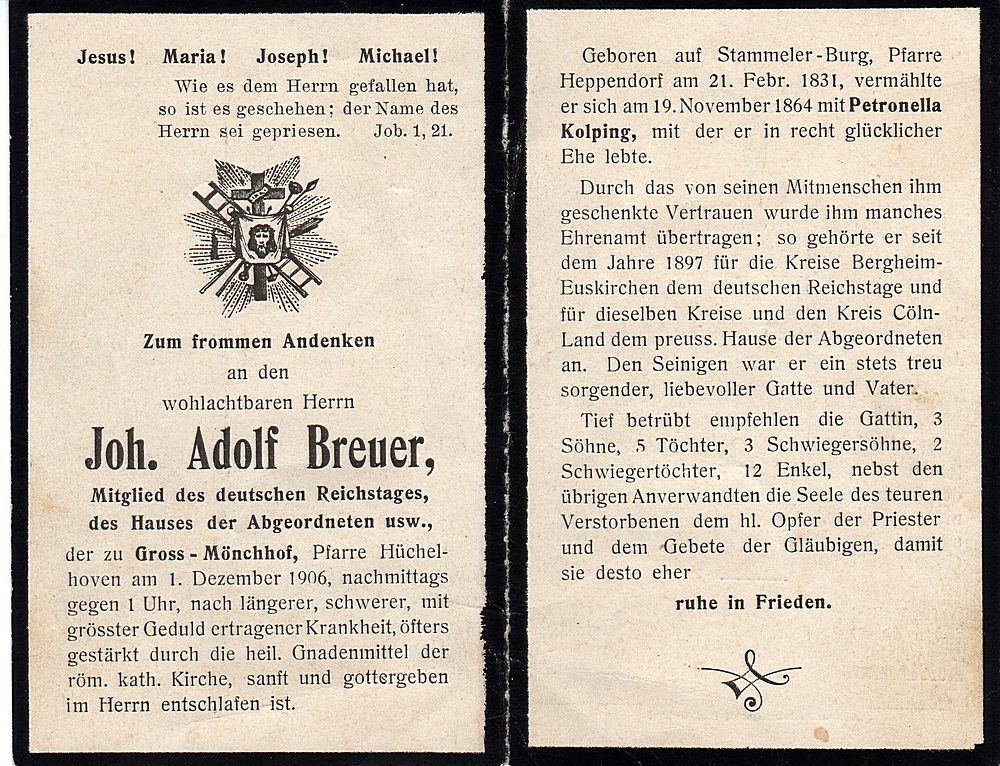 Jesus! Maria! Joseph! Michael!
Wie es dem Herrn gefallen hat,
so ist es geschehen; der Name des
Herrn sei gepriesen. Job. 1, 21.
Zum frommen Andenken
an den
wohlachtbaren Herrn
Joh. Adolf Breuer,
Mitglied des deutschen Reichstages,
des Hauses der Abgeordneten usw.,
der zu Gross-Mönchhof, Pfarre Hüchel-
hoven am 1. Dezember 1906, nachmittags
gegen 1 Uhr, nach längerer, schwerer, mit
grösster Geduld ertragener Krankheit, öfters
gestärkt durch die heil. Gnadenmittel der
röm. kath. Kirche, sanft und gottergeben
im Herrn entschlafen ist.
Geboren auf Stammeler-Burg, Pfarre
Heppendorf am 21. Febr. 1831, vermählte
er sich am 19. November 1864 mit Petronella
Kolping, mit der er in recht glücklicher
Ehe lebte.
Durch das von seinen Mitmenschen ihm
geschenkte Vertrauen wurde ihm manches
Ehrenamt übertragen; so gehörte er seit
dem Jahre 1897 für die Kreise Bergheim-
Euskirchen dem deutschen Reichstage und
für dieselben Kreise und den Kreis Cöln-
Land dem preuss. Hause der Abgeordneten
an. Den Seinigen war er ein stets treu
sorgender, liebevoller Gatte und Vater.
Tief betrübt empfehlen die Gattin, 3
Söhne, 5 Töchter, 3 Schwiegersöhne, 2
Schwiegertöchter, 12 Enkel, nebst den
übrigen Anverwandten die Seele des teuren
Verstorbenen dem hl. Opfer der Priester
und dem Gebete der Gläubigen, damit
sie desto eher
ruhe in Frieden.